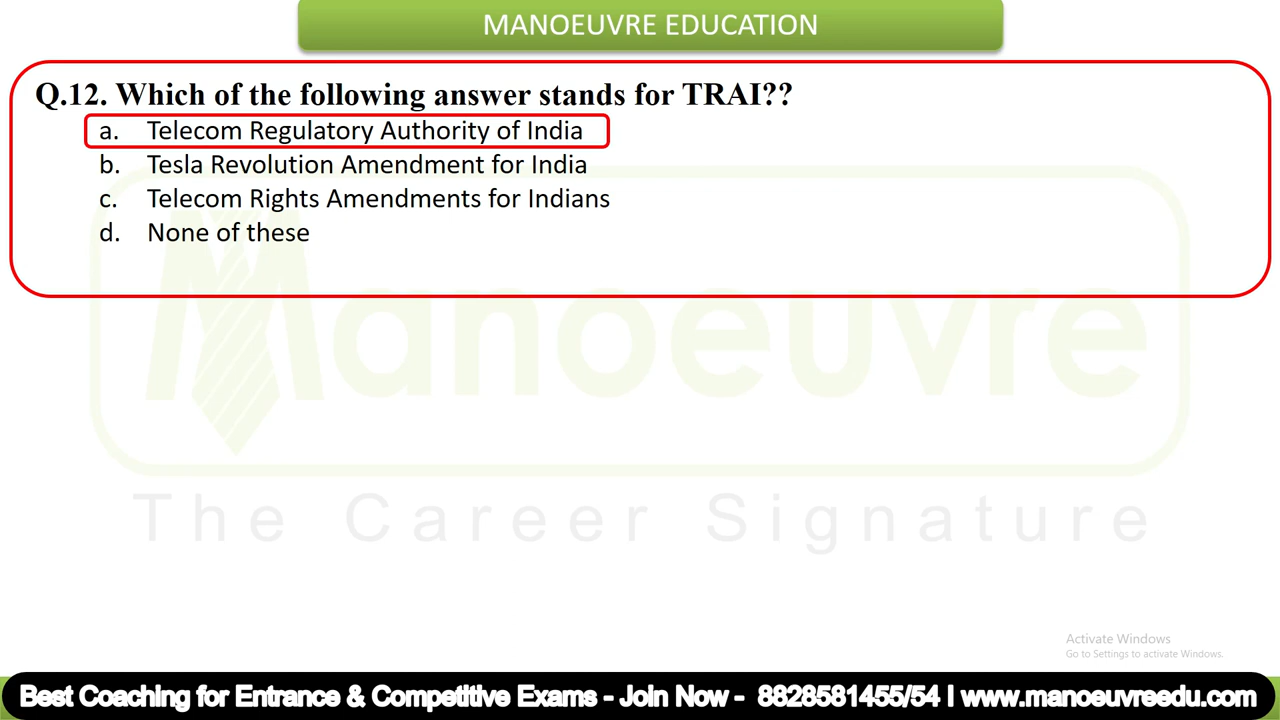 MANOEUVRE EDUCATION
Q.12. Which of the following answer stands for TRAI??
a. Telecom Regulatory Authority of India
b. Tesla Revolution Amendment for India
c. Telecom Rights Amendments for Indians
d. None of these
Manoeuvre
The Career Signature
Activate Windows
Go to Settings to activate Windows.
Best Coaching for Entrance & Competitive Exams - Join Now - 8828581455/54 I www.manoeuvreedu.com